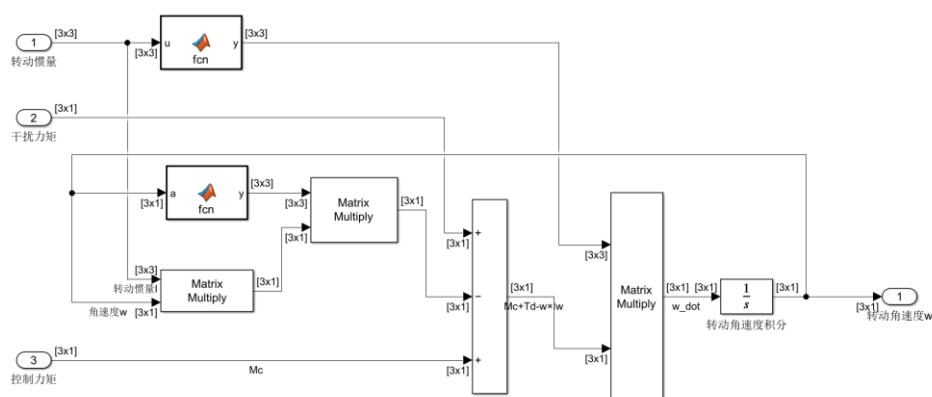 [3x3]
[3x3]
1
[3x3]
u
y
fcn
转动惯量
[3x1]
2
干扰力矩
[3x3]
a
y
[3x1]
fcn
[3x3]
Matrix
Multiply
[3x1]
[3x1]
[3x1]
+
[3x3]
[3x1]
[3x3]
转动惯量I
Matrix
Multiply
[3x1]
角速度w
[3x1]
−
[3x1]
[3x1]
Mc+Td-w×Iw
Matrix
Multiply
[3x1]
[3x1]
w_dot
1
s
[3x1]
转动角速度积分
1
[3x1]
转动角速度w
[3x1]
3
控制力矩
Mc
+
[3x1]
[3x1]